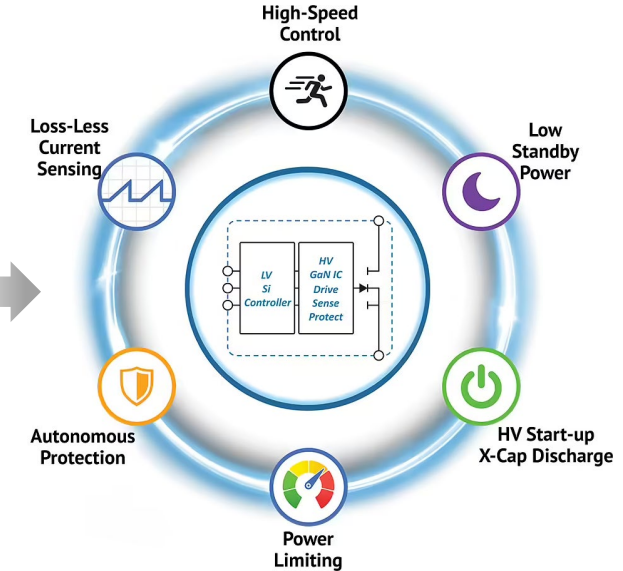 High-Speed
Control
Loss-Less
Current
Sensing
Low
Standby
Power
LV
Si
Controller
HV
GaN IC
Drive
Sense
Protect
Autonomous
Protection
HV Start-up
X-Cap Discharge
Power
Limiting